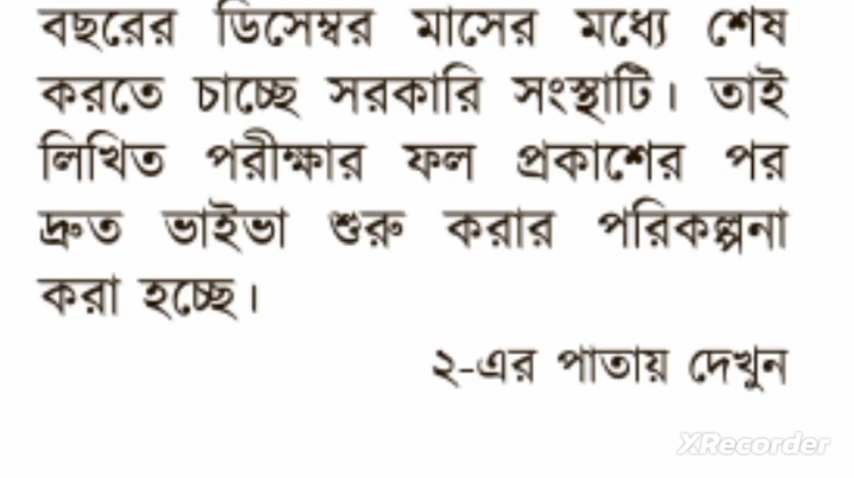 বছরের ডিসেম্বর মাসের মধ্যে শেষ
করতে চাচ্ছে সরকারি সংস্থাটি। তাই
লিখিত পরীক্ষার ফল প্রকাশের পর
দ্রুত ভাইভা শুরু করার পরিকল্পনা
করা হচ্ছে।
২-এর পাতায় দেখুন
XRecorder